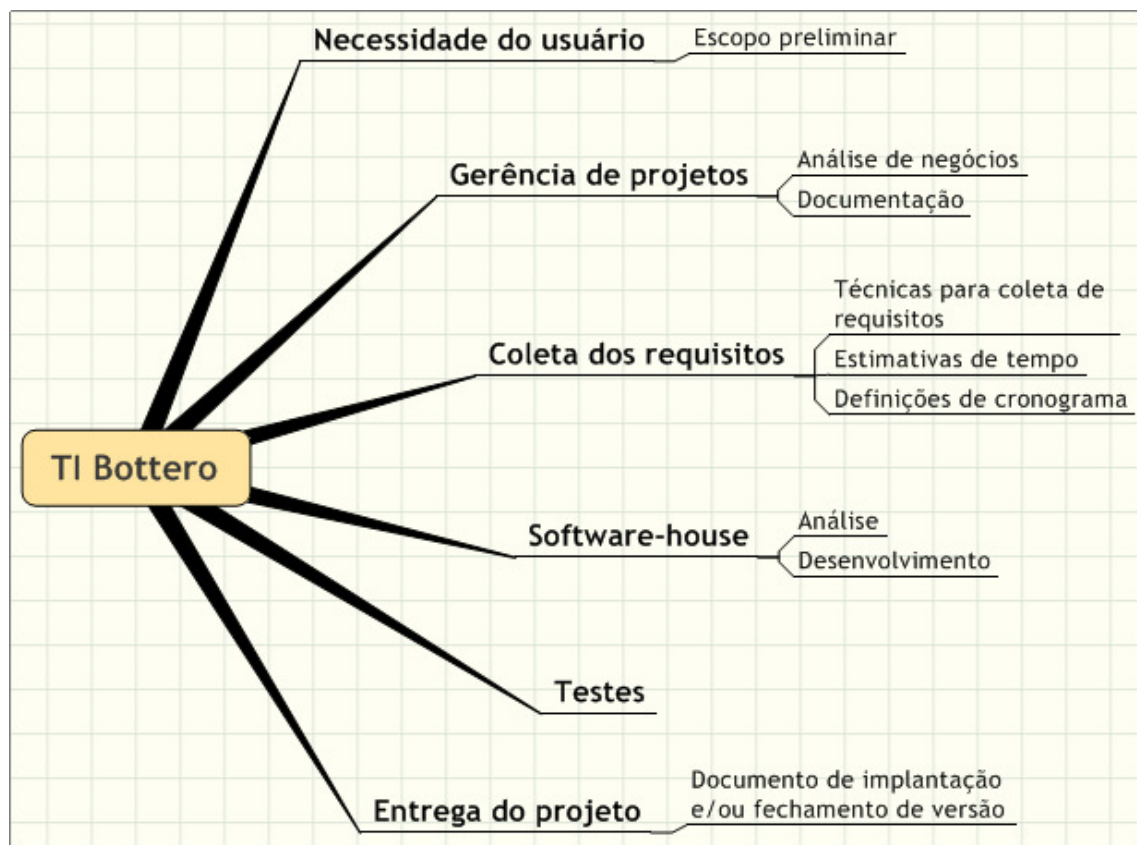 Necessidade do usuário
Escopo preliminar
Gerência de projetos
Análise de negócios
Documentação
Coleta dos requisitos
Técnicas para coleta de
requisitos
Estimativas de tempo
Definições de cronograma
TI Bottero
Software-house
Análise
Desenvolvimento
Testes
Entrega do projeto
Documento de implantação
e/ou fechamento de versão